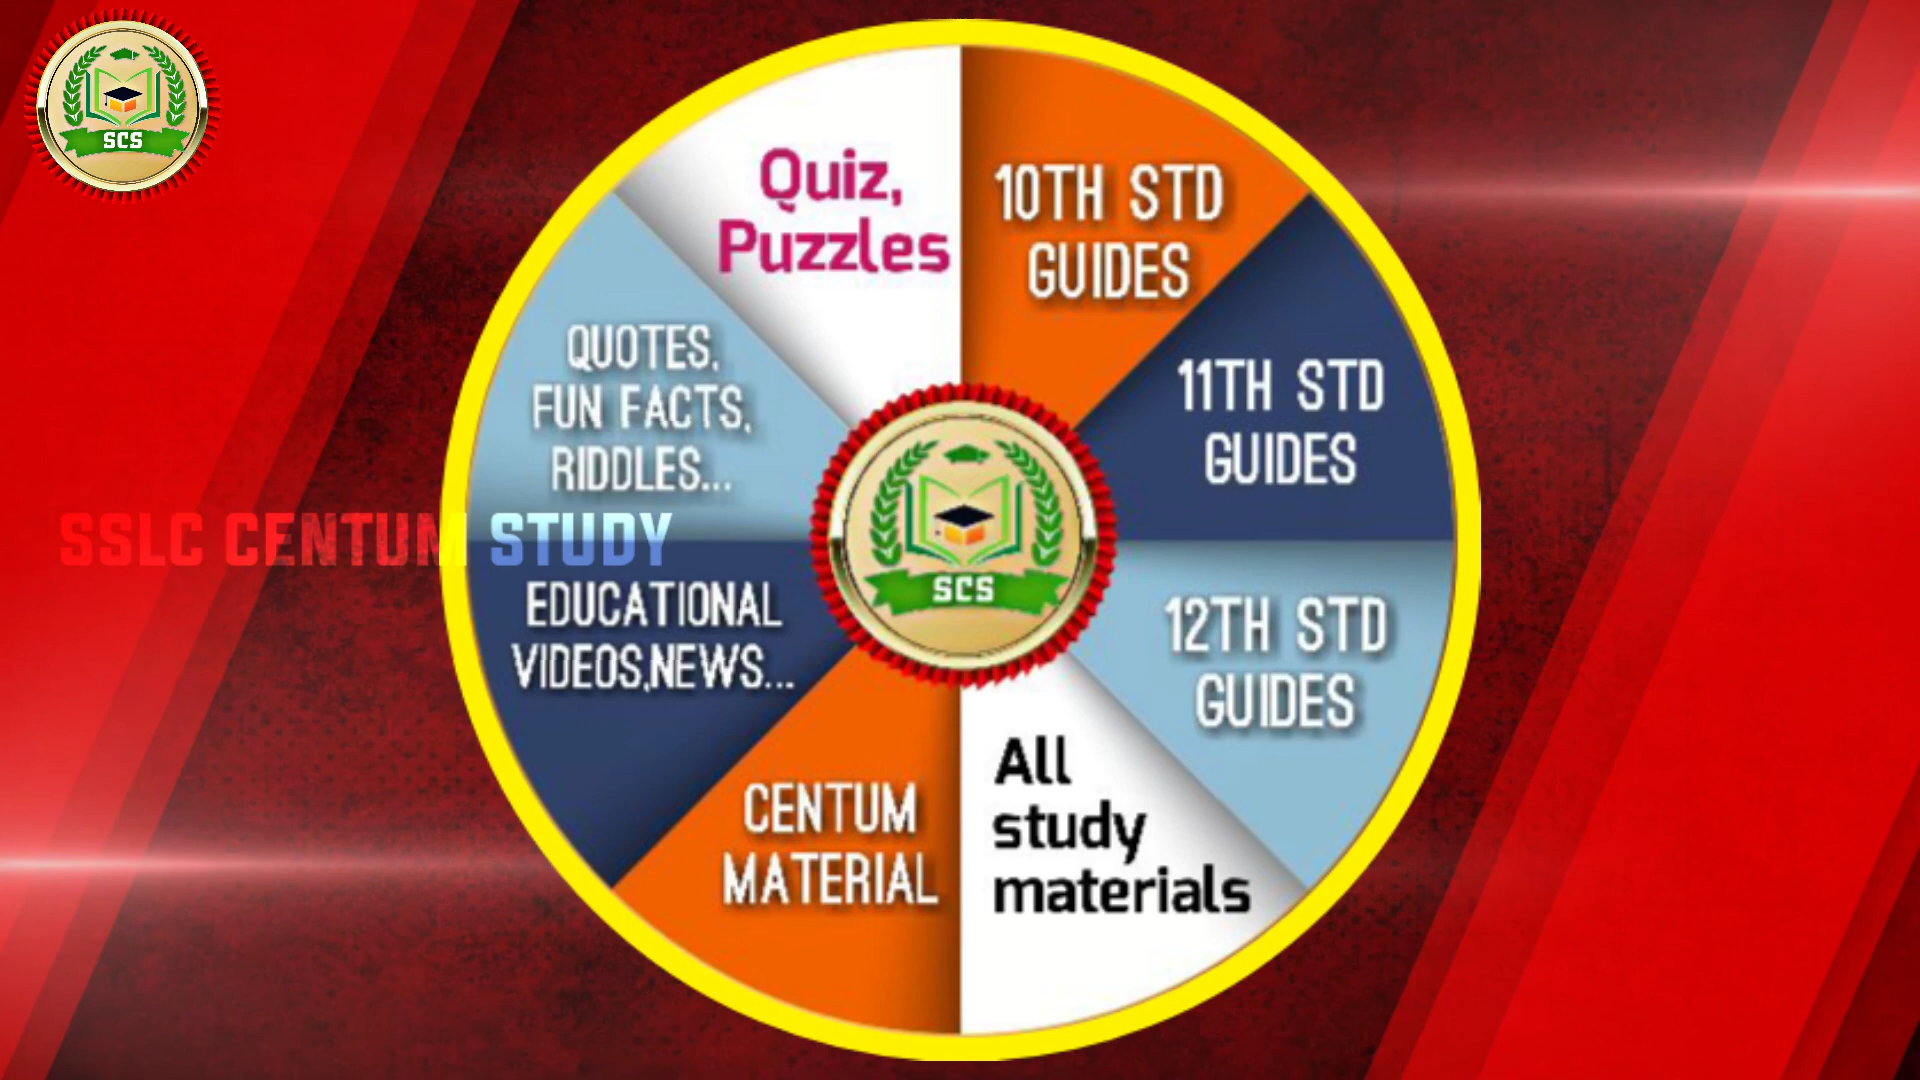 SCS
Quiz,
Puzzles
10TH STD
GUIDES
11TH STD
GUIDES
12TH STD
GUIDES
All
study
materials
CENTUM
MATERIAL
EDUCATIONAL
VIDEOS,NEWS...
QUOTES,
FUN FACTS,
RIDDLES...
SSLC CENTUM STUDY
SCS